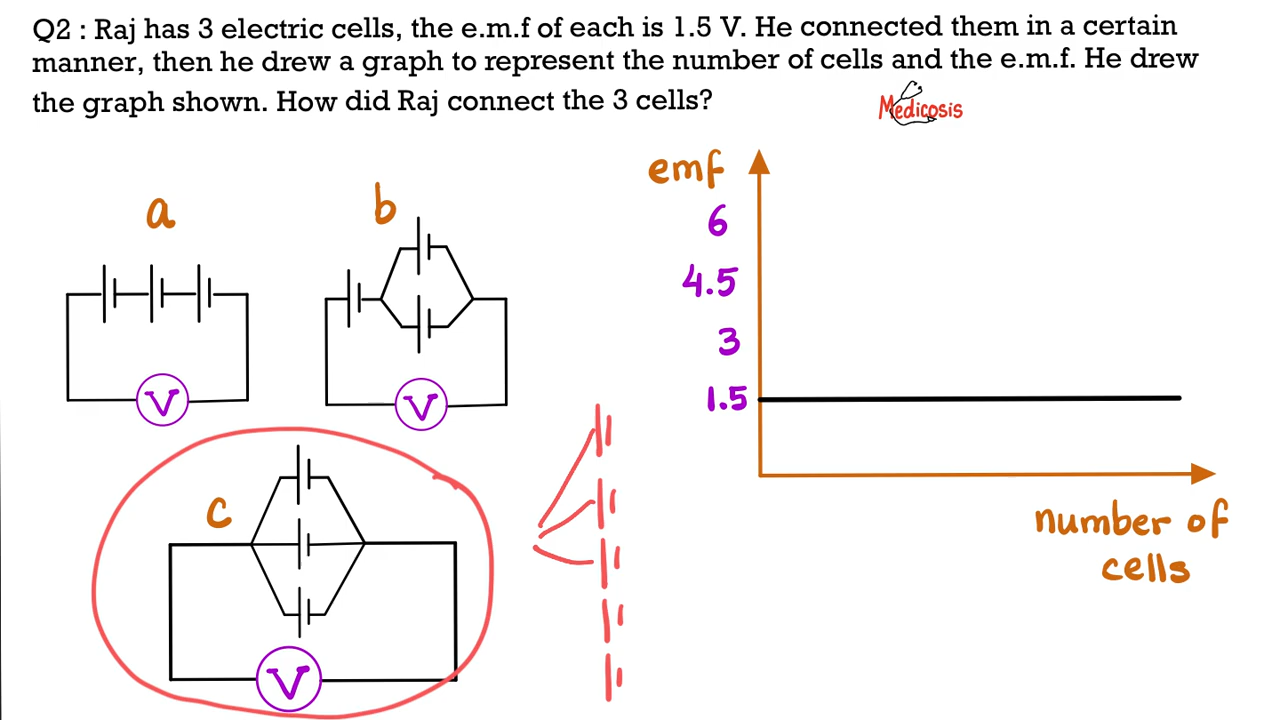 Q2 : Raj has 3 electric cells, the e.m.f of each is 1.5 V. He connected them in a certain
manner, then he drew a graph to represent the number of cells and the e.m.f. He drew
the graph shown. How did Raj connect the 3 cells?
Medicosis
a
b
emf
6
4.5
3
1.5
V
V
c
V
number of
cells